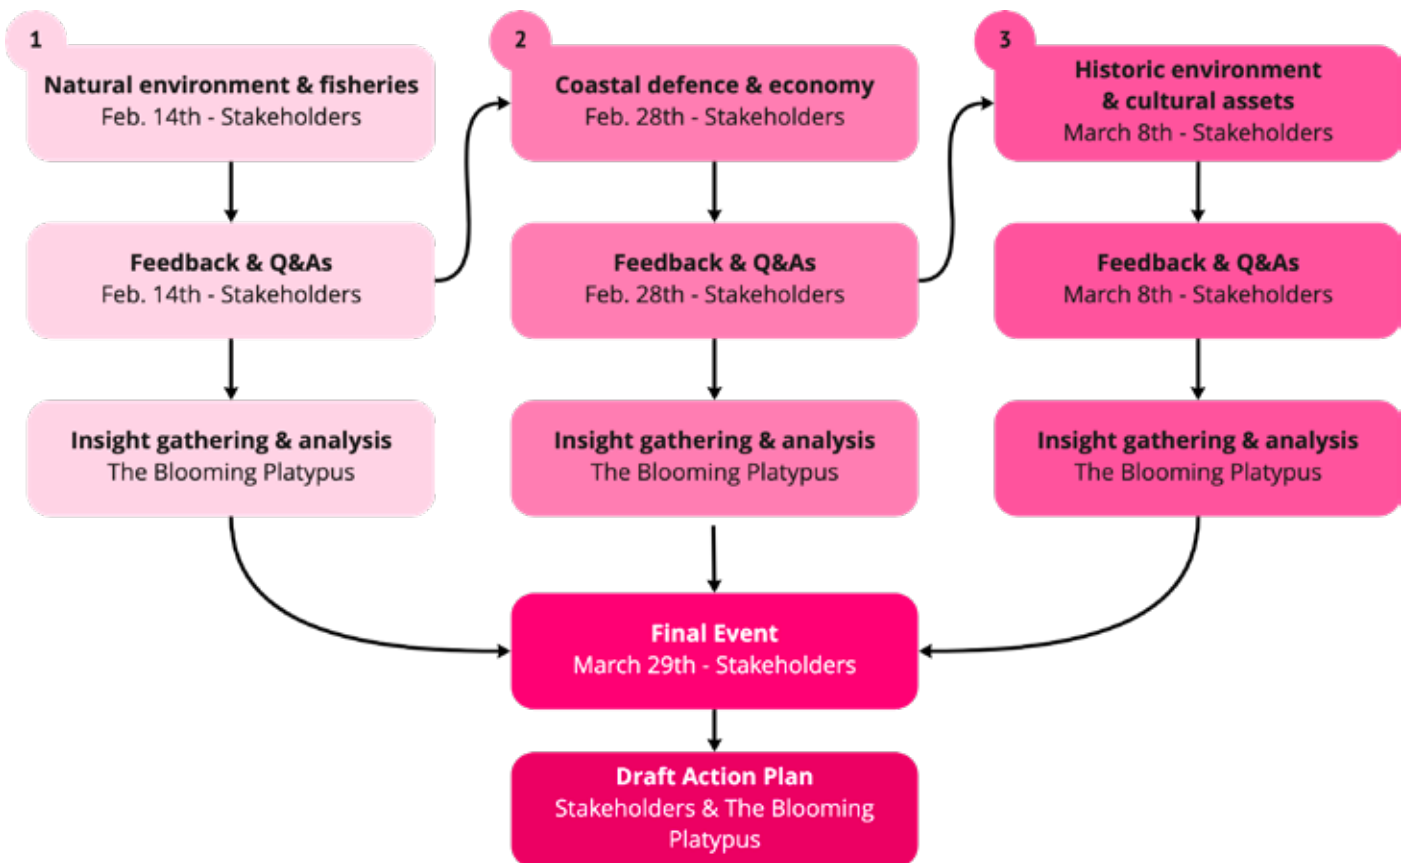 1
Natural environment & fisheries
Feb. 14th - Stakeholders
Feedback & Q&As
Feb. 14th - Stakeholders
Insight gathering & analysis
The Blooming Platypus
2
Coastal defence & economy
Feb. 28th - Stakeholders
Feedback & Q&As
Feb. 28th - Stakeholders
Insight gathering & analysis
The Blooming Platypus
3
Historic environment
& cultural assets
March 8th - Stakeholders
Feedback & Q&As
March 8th - Stakeholders
Insight gathering & analysis
The Blooming Platypus
Final Event
March 29th - Stakeholders
Draft Action Plan
Stakeholders & The Blooming
Platypus